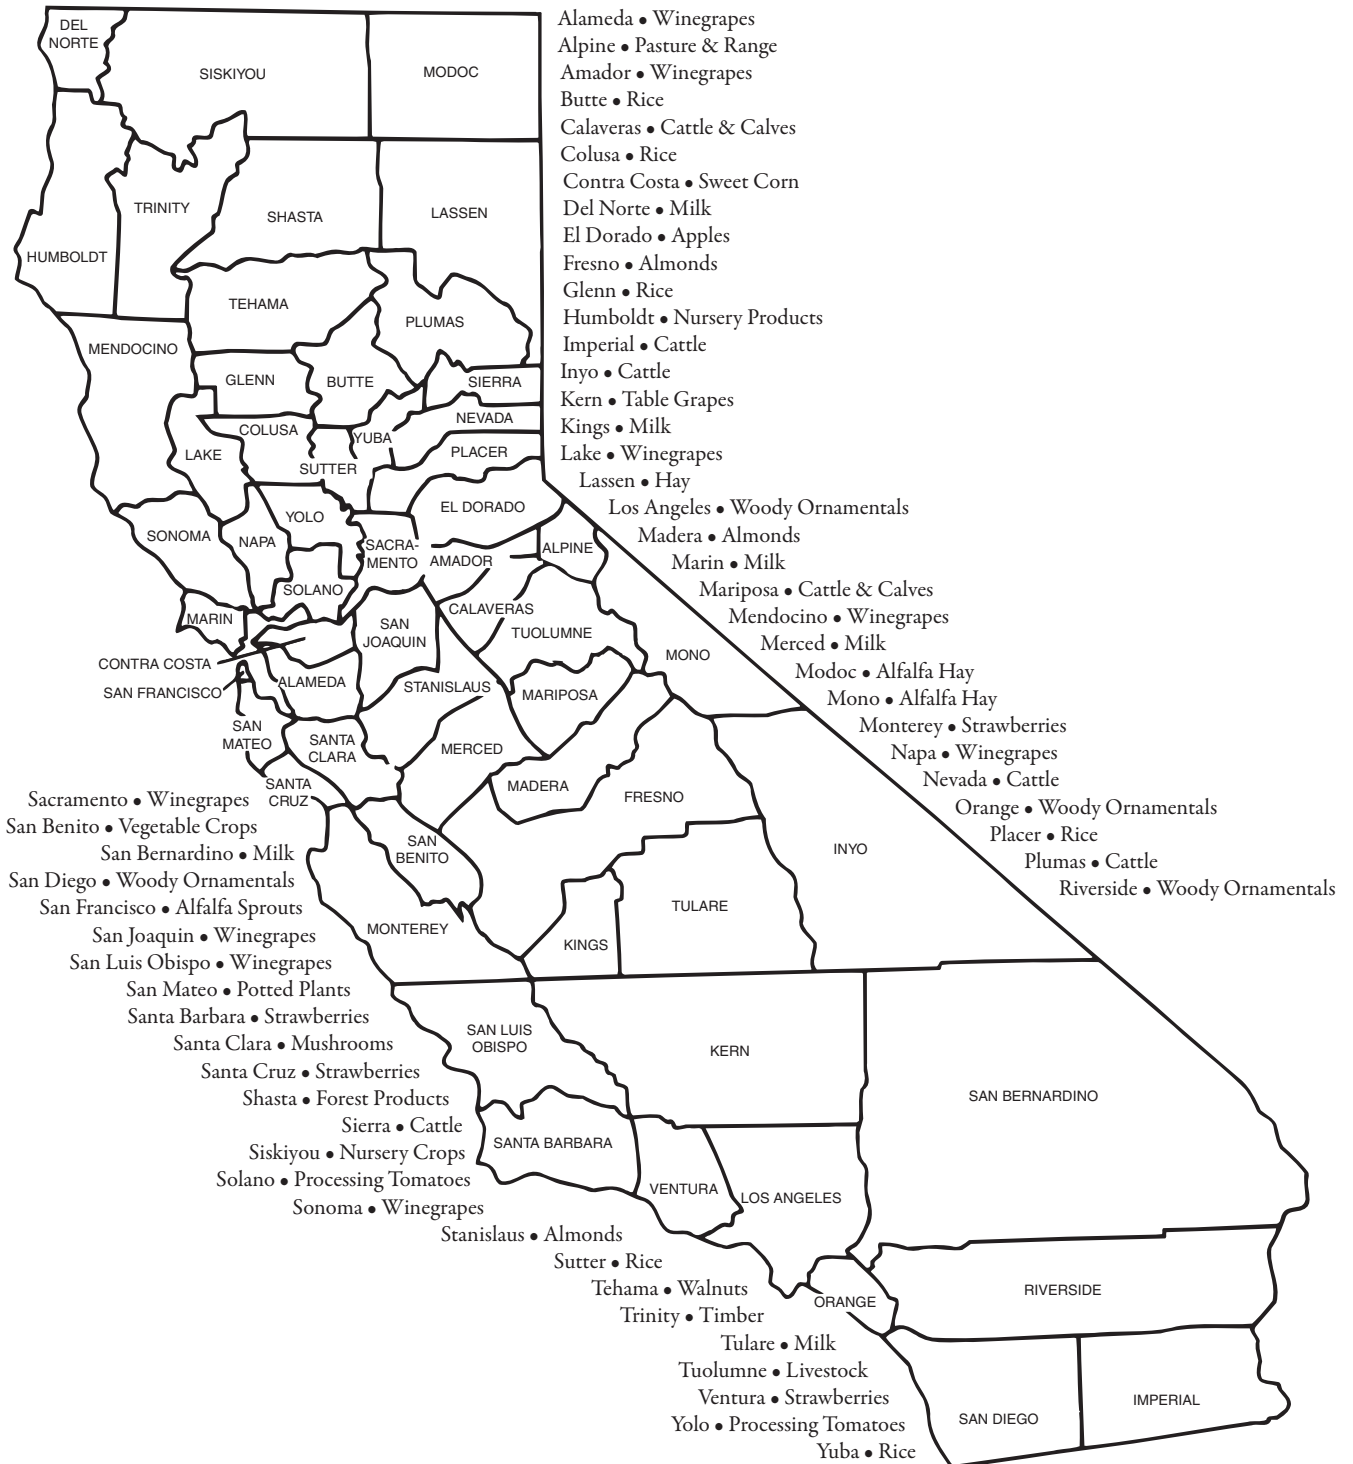 DEL
NORTE
SISKIYOU
MODOC
TRINITY
SHASTA
LASSEN
HUMBOLDT
TEHAMA
PLUMAS
MENDOCINO
GLENN
BUTTE
SIERRA
COLUSA
YUBA
NEVADA
LAKE
SUTTER
PLACER
EL DORADO
SONOMA
NAPA
YOLO
SACRA-
MENTO
AMADOR
ALPINE
SOLANO
MARIN
SAN
JOAQUIN
CALAVERAS
TUOLUMNE
MONO
CONTRA COSTA
SAN FRANCISCO
ALAMEDA
STANISLAUS
MARIPOSA
SAN
MATEO
SANTA
CLARA
MERCED
SANTA
CRUZ
MADERA
FRESNO
SAN
BENITO
INYO
MONTEREY
KINGS
TULARE
SAN LUIS
OBISPO
KERN
SAN BERNARDINO
SANTA BARBARA
VENTURA
LOS ANGELES
ORANGE
RIVERSIDE
SAN DIEGO
IMPERIAL
Alameda • Winegrapes
Alpine • Pasture & Range
Amador • Winegrapes
Butte • Rice
Calaveras • Cattle & Calves
Colusa • Rice
Contra Costa • Sweet Corn
Del Norte • Milk
El Dorado • Apples
Fresno • Almonds
Glenn • Rice
Humboldt • Nursery Products
Imperial • Cattle
Inyo • Cattle
Kern • Table Grapes
Kings • Milk
Lake • Winegrapes
Lassen • Hay
Los Angeles • Woody Ornamentals
Madera • Almonds
Marin • Milk
Mariposa • Cattle & Calves
Mendocino • Winegrapes
Merced • Milk
Modoc • Alfalfa Hay
Mono • Alfalfa Hay
Monterey • Strawberries
Napa • Winegrapes
Nevada • Cattle
Orange • Woody Ornamentals
Placer • Rice
Plumas • Cattle
Riverside • Woody Ornamentals
Sacramento • Winegrapes
San Benito • Vegetable Crops
San Bernardino • Milk
San Diego • Woody Ornamentals
San Francisco • Alfalfa Sprouts
San Joaquin • Winegrapes
San Luis Obispo • Winegrapes
San Mateo • Potted Plants
Santa Barbara • Strawberries
Santa Clara • Mushrooms
Santa Cruz • Strawberries
Shasta • Forest Products
Sierra • Cattle
Siskiyou • Nursery Crops
Solano • Processing Tomatoes
Sonoma • Winegrapes
Stanislaus • Almonds
Sutter • Rice
Tehama • Walnuts
Trinity • Timber
Tulare • Milk
Tuolumne • Livestock
Ventura • Strawberries
Yolo • Processing Tomatoes
Yuba • Rice